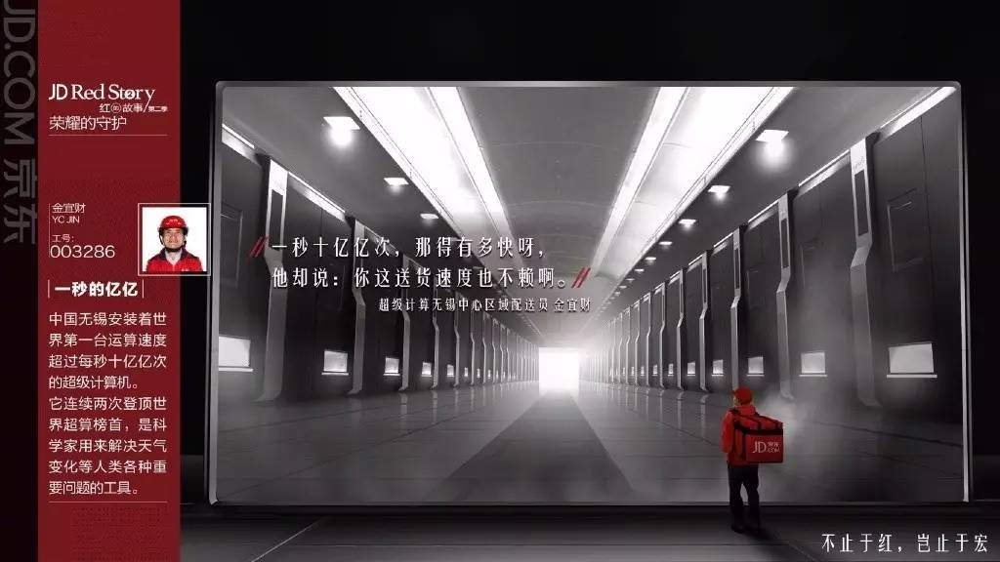 JD.COM 京东
JD Red Story
红的故事/第二季
荣耀的守护
金宜财
YC JIN
工号:
003286
一秒的亿亿
中国无锡安装着世
界第一台运算速度
超过每秒十亿亿次
的超级计算机。
它连续两次登顶世
界超算榜首，是科
学家用来解决天气
变化等人类各种重
要问题的工具。
一秒十亿亿次，那得有多快呀，
他却说：你这送货速度也不赖啊。
超级计算无锡中心区域配送员 金宜财
JD 京东
.COM
不止于红，岂止于宏